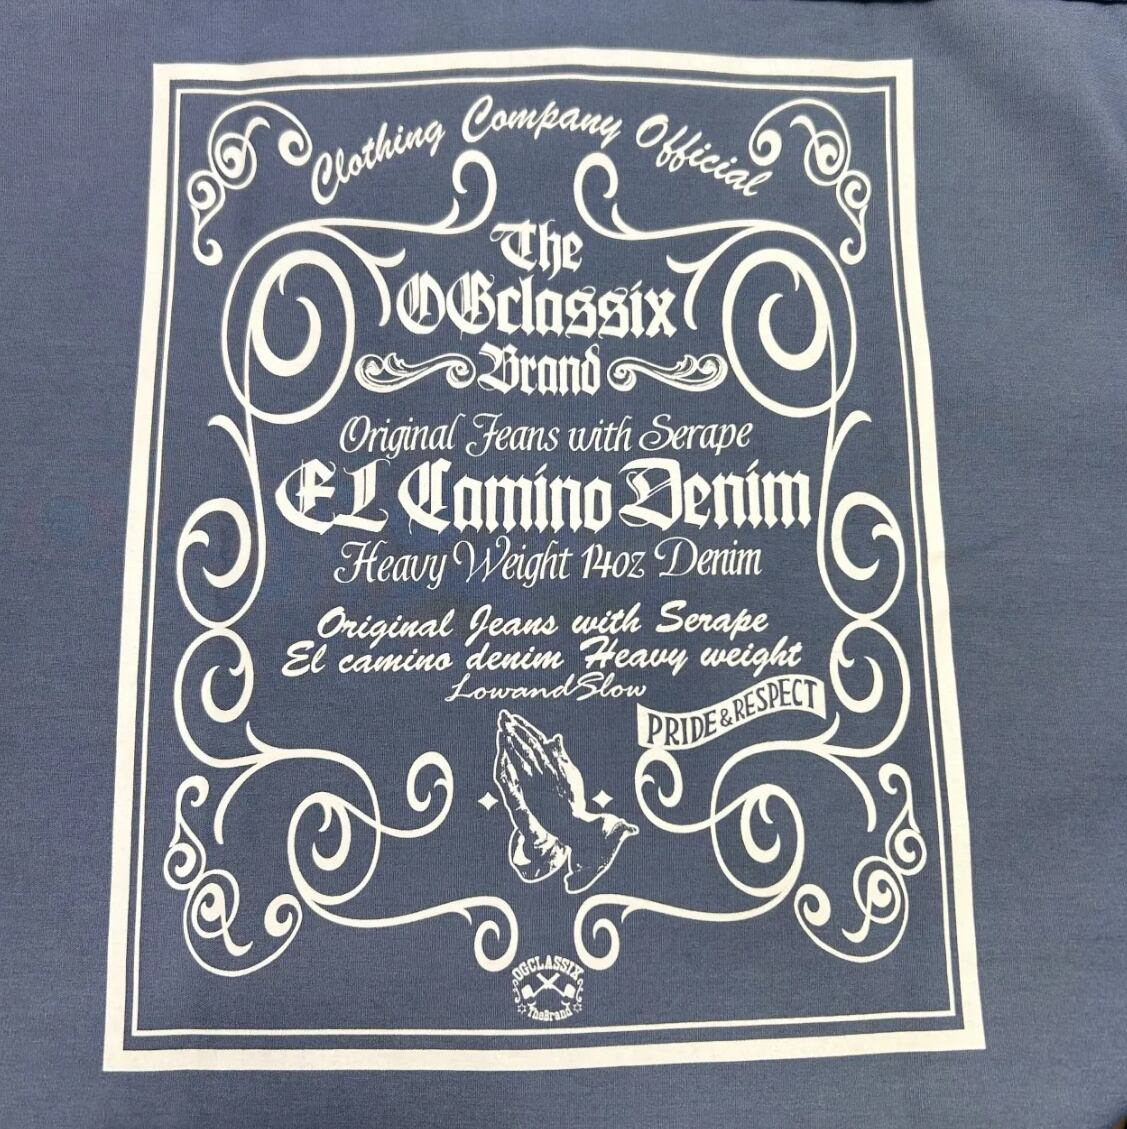 Clothing Company Official
The
OGclassix
Brand
Original Jeans with Serape
EL Camino Denim
Heavy Weight 14oz Denim
Original Jeans with Serape
El camino denim Heavy weight
LowandSlow
PRIDE & RESPECT
OGCLASSIX
TheBrand